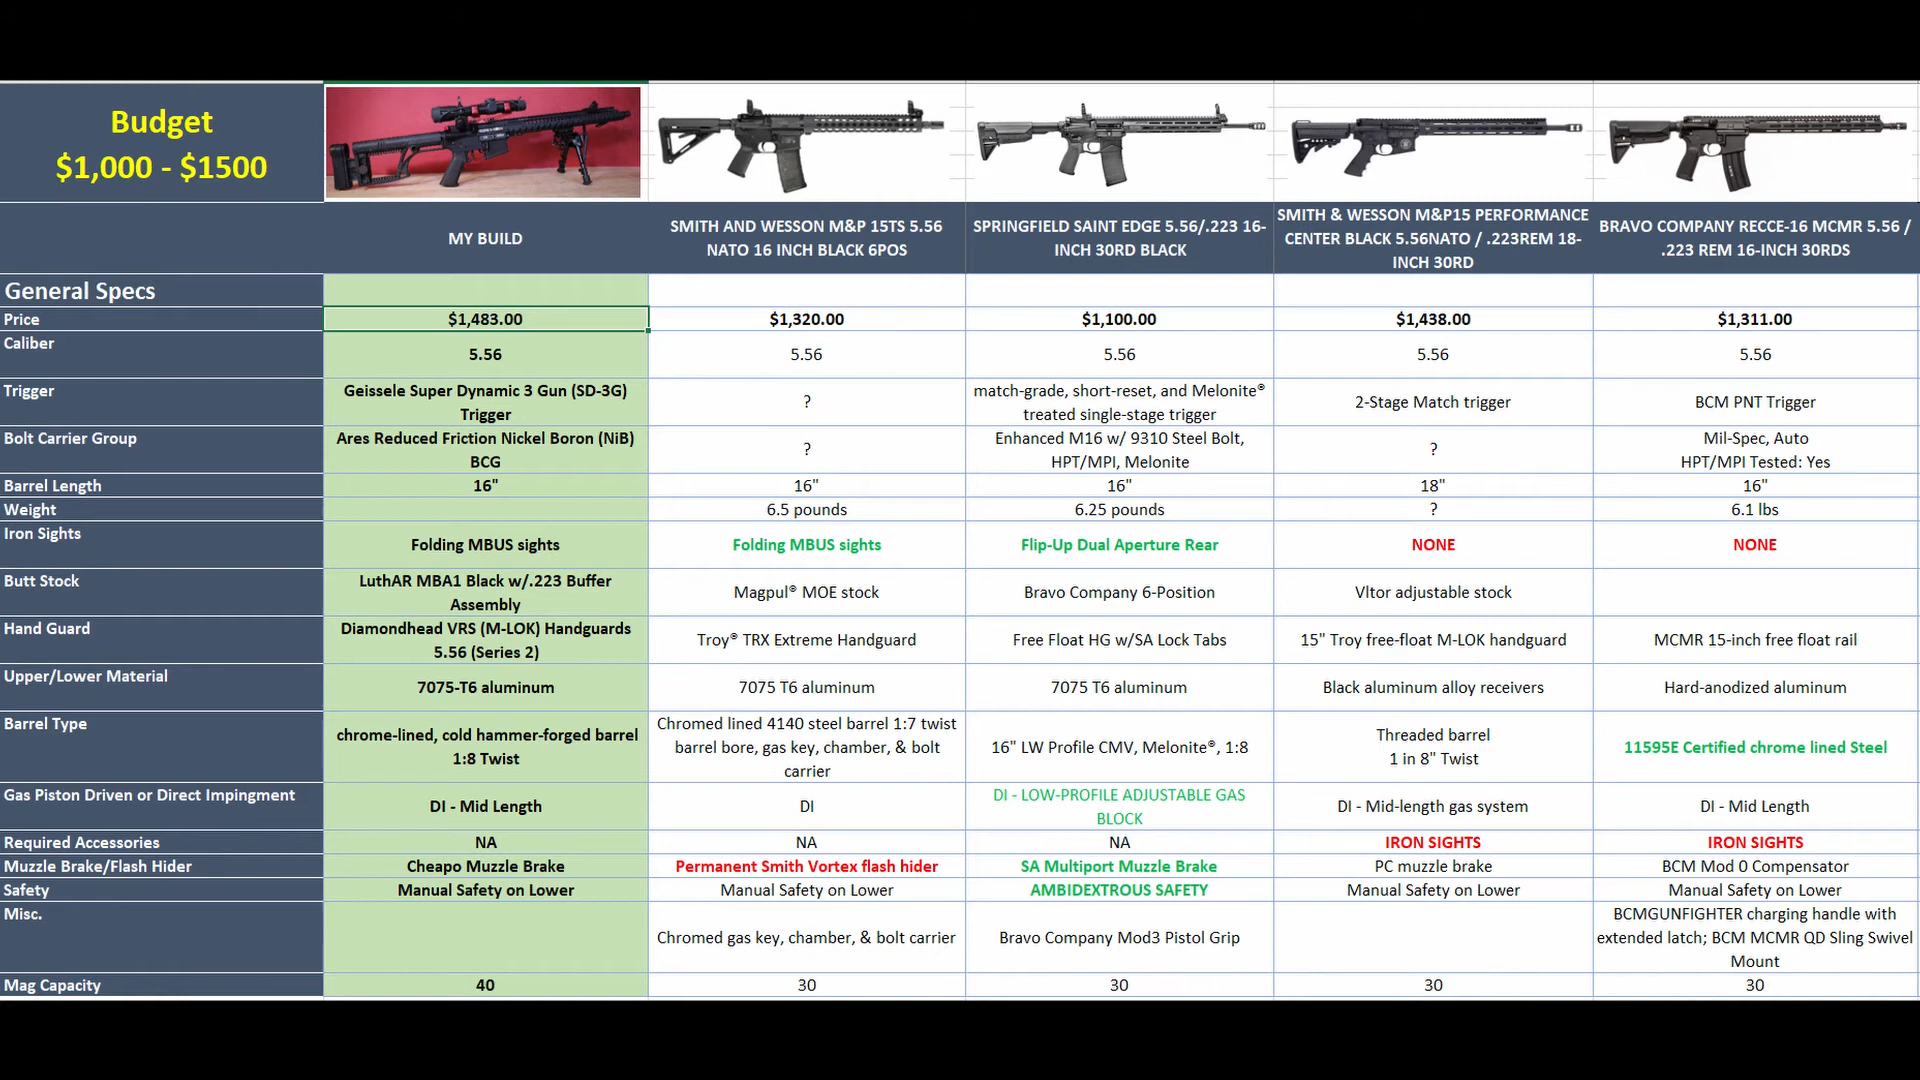 Budget
$1,000 - $1500
MY BUILD
SMITH AND WESSON M&P 15TS 5.56
NATO 16 INCH BLACK 6POS
SPRINGFIELD SAINT EDGE 5.56/.223 16-
INCH 30RD BLACK
SMITH & WESSON M&P15 PERFORMANCE
CENTER BLACK 5.56NATO / .223REM 18-
INCH 30RD
BRAVO COMPANY RECCE-16 MCMR 5.56 /
.223 REM 16-INCH 30RDS
General Specs
Price
$1,483.00
$1,320.00
$1,100.00
$1,438.00
$1,311.00
Caliber
5.56
5.56
5.56
5.56
5.56
Trigger
Geissele Super Dynamic 3 Gun (SD-3G)
Trigger
?
match-grade, short-reset, and Melonite®
treated single-stage trigger
2-Stage Match trigger
BCM PNT Trigger
Bolt Carrier Group
Ares Reduced Friction Nickel Boron (NiB)
BCG
?
Enhanced M16 w/ 9310 Steel Bolt,
HPT/MPI, Melonite
?
Mil-Spec, Auto
HPT/MPI Tested: Yes
Barrel Length
16"
16"
16"
18"
16"
Weight
6.5 pounds
6.25 pounds
?
6.1 lbs
Iron Sights
Folding MBUS sights
Folding MBUS sights
Flip-Up Dual Aperture Rear
NONE
NONE
Butt Stock
LuthAR MBA1 Black w/.223 Buffer
Assembly
Magpul® MOE stock
Bravo Company 6-Position
Vltor adjustable stock
Hand Guard
Diamondhead VRS (M-LOK) Handguards
5.56 (Series 2)
Troy® TRX Extreme Handguard
Free Float HG w/SA Lock Tabs
15" Troy free-float M-LOK handguard
MCMR 15-inch free float rail
Upper/Lower Material
7075-T6 aluminum
7075 T6 aluminum
7075 T6 aluminum
Black aluminum alloy receivers
Hard-anodized aluminum
Barrel Type
chrome-lined, cold hammer-forged barrel
1:8 Twist
Chromed lined 4140 steel barrel 1:7 twist
barrel bore, gas key, chamber, & bolt
carrier
16" LW Profile CMV, Melonite®, 1:8
Threaded barrel
1 in 8" Twist
11595E Certified chrome lined Steel
Gas Piston Driven or Direct Impingment
DI - Mid Length
DI
DI - LOW-PROFILE ADJUSTABLE GAS
BLOCK
DI - Mid-length gas system
DI - Mid Length
Required Accessories
NA
NA
NA
IRON SIGHTS
IRON SIGHTS
Muzzle Brake/Flash Hider
Cheapo Muzzle Brake
Permanent Smith Vortex flash hider
SA Multiport Muzzle Brake
PC muzzle brake
BCM Mod 0 Compensator
Safety
Manual Safety on Lower
Manual Safety on Lower
AMBIDEXTROUS SAFETY
Manual Safety on Lower
Manual Safety on Lower
Misc.
Chromed gas key, chamber, & bolt carrier
Bravo Company Mod3 Pistol Grip
BCMGUNFIGHTER charging handle with
extended latch; BCM MCMR QD Sling Swivel
Mount
Mag Capacity
40
30
30
30
30